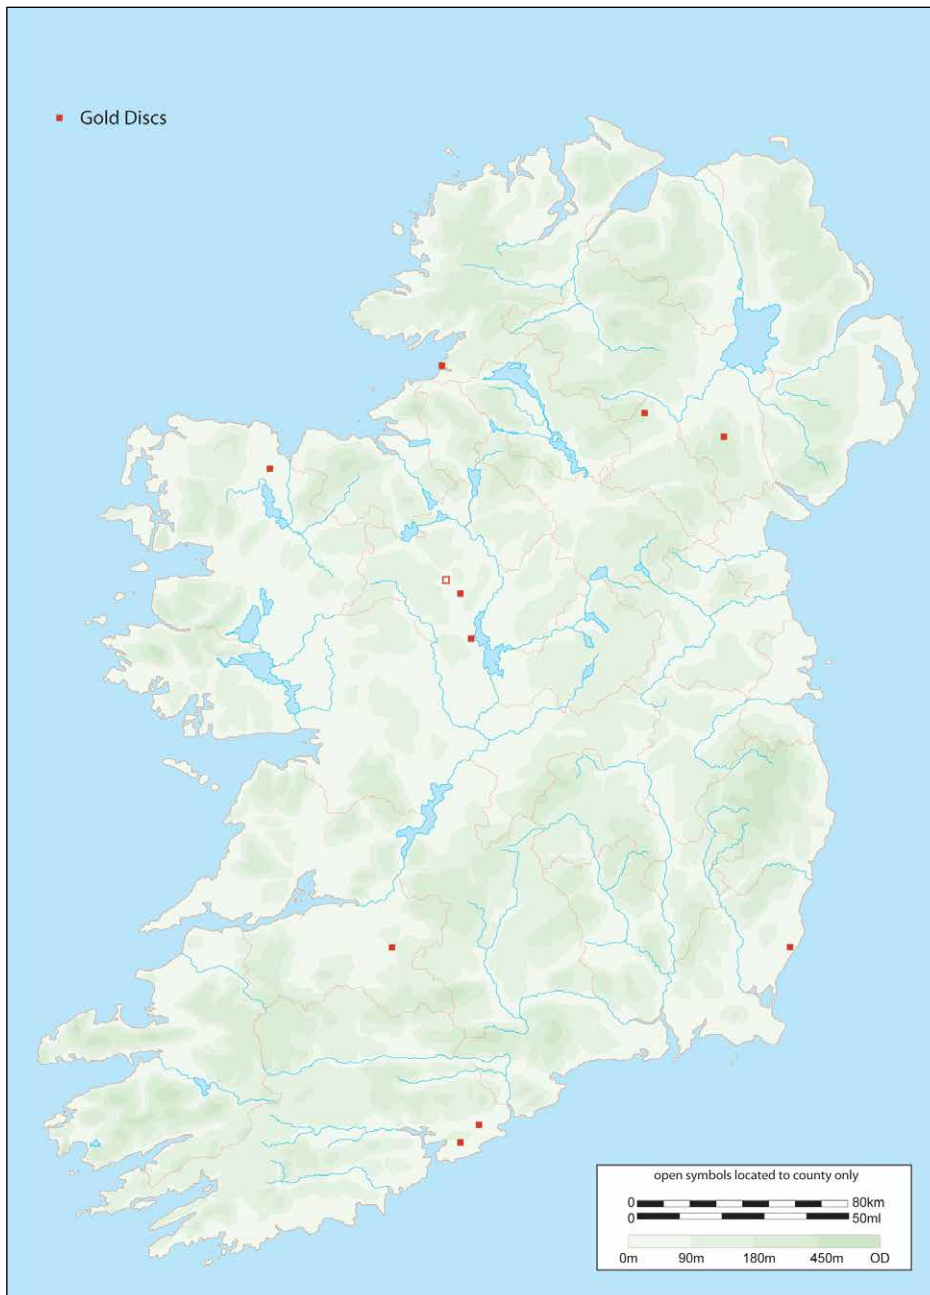 Gold Discs
open symbols located to county only
0 80km
0 50ml
0m 90m 180m 450m OD